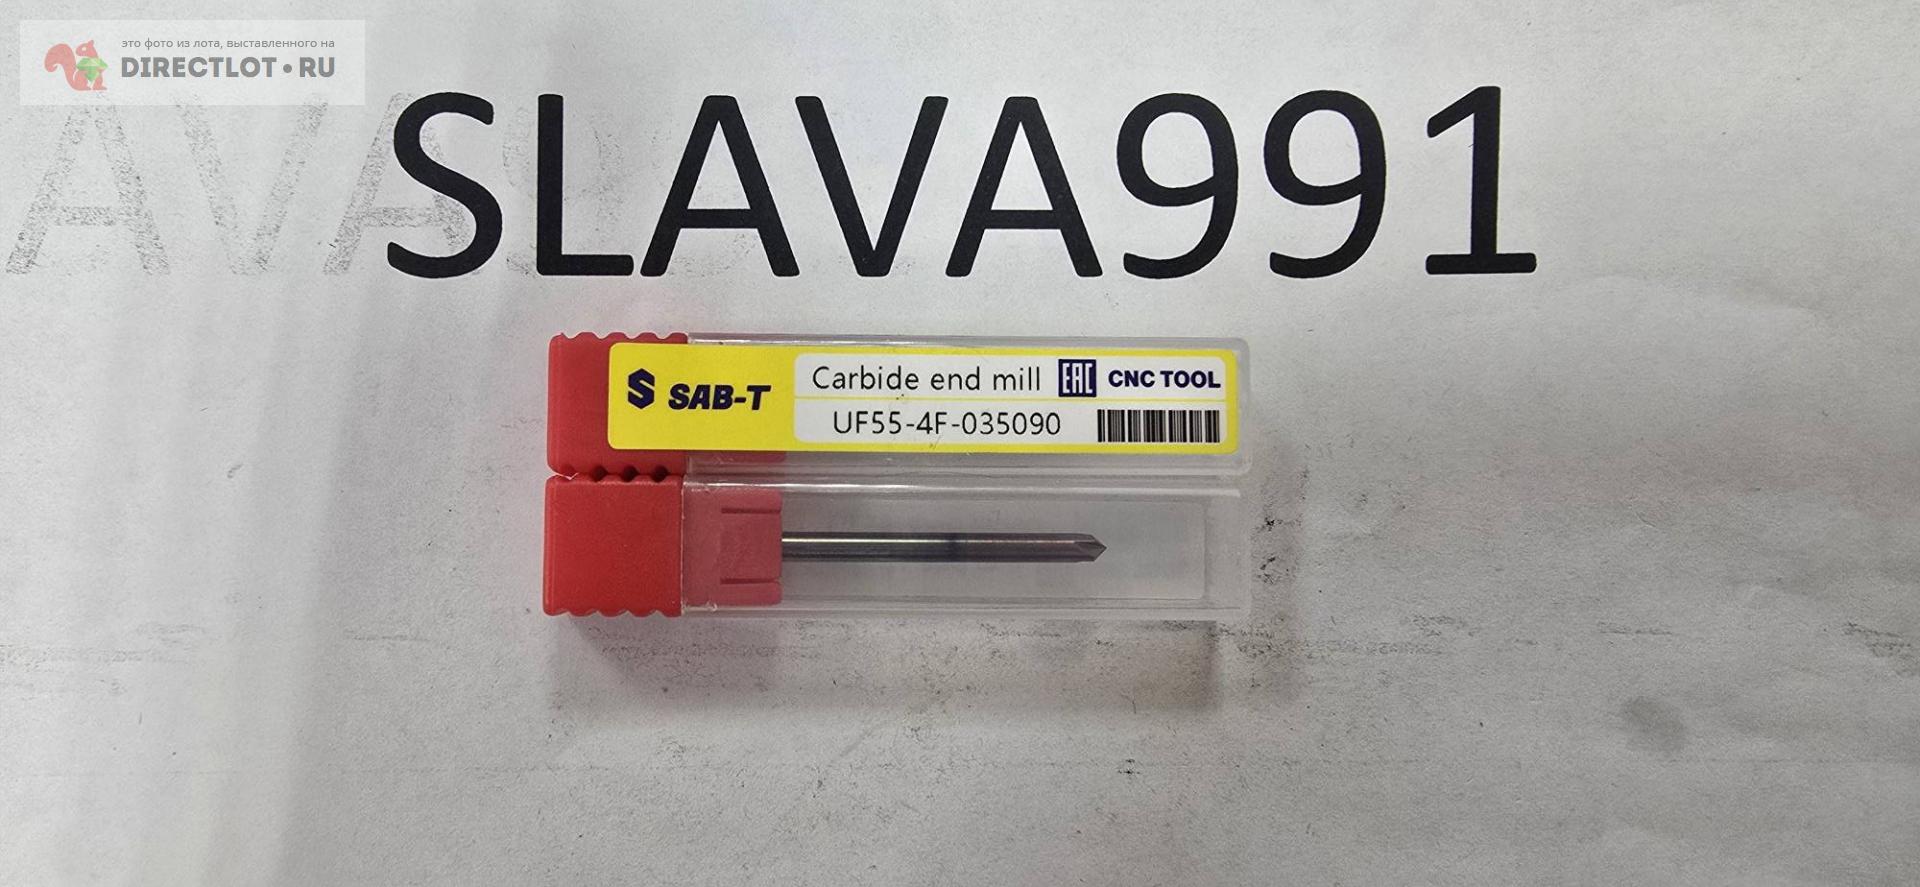 это фото из лота, выставленного на
DIRECTLOT•RU
AVA
SLAVA991
S SAB-T
Carbide end mill EAC CNC TOOL
UF55-4F-035090